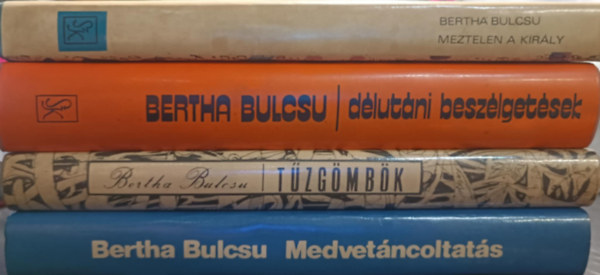 BERTHA BULCSU
MEZTELEN A KIRÁLY
BERTHA BULCSU | délutáni beszélgetések
Bertha Bulcsu | TŰZGÖMBÖK
Bertha Bulcsu Medvetáncoltatás